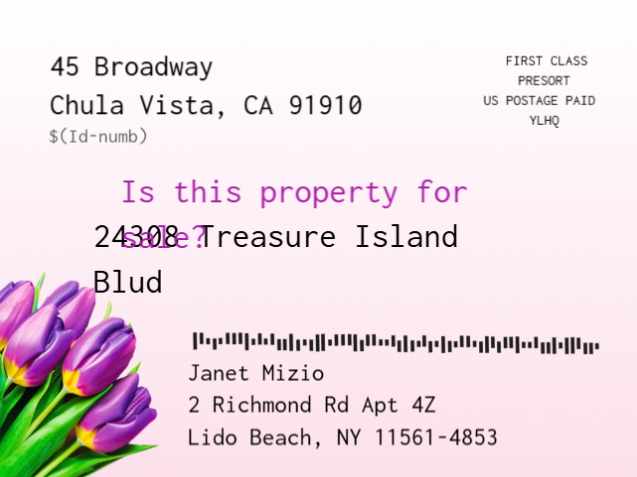 45 Broadway
Chula Vista, CA 91910
$(Id-numb)
FIRST CLASS
PRESORT
US POSTAGE PAID
YLHQ
Is this property for
sale?
24308 Treasure Island
Blud
Janet Mizio
2 Richmond Rd Apt 4Z
Lido Beach, NY 11561-4853